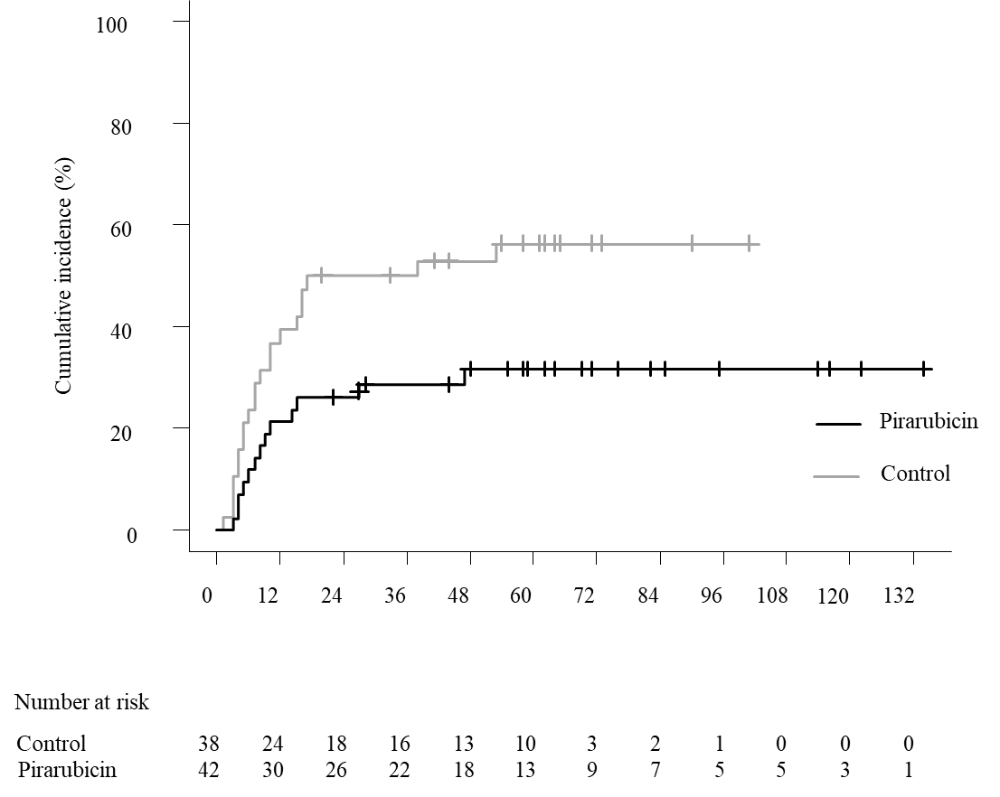 100
80
60
40
20
0
Cumulative incidence (%)
Pirarubicin
Control
0 12 24 36 48 60 72 84 96 108 120 132
Number at risk
Control 38 24 18 16 13 10 3 2 1 0 0 0
Pirarubicin 42 30 26 22 18 13 9 7 5 5 3 1